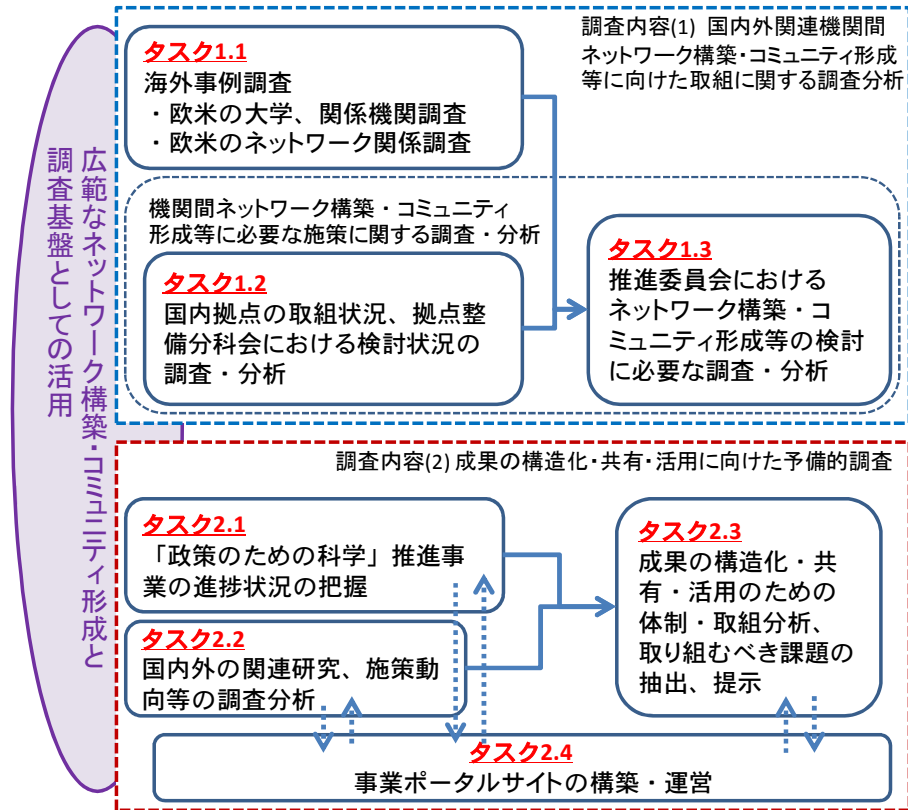 広範なネットワーク構築・コミュニティ形成と
調査基盤としての活用
調査内容(1) 国内外関連機関間
ネットワーク構築・コミュニティ形成
等に向けた取組に関する調査分析
タスク1.1
海外事例調査
・欧米の大学、関係機関調査
・欧米のネットワーク関係調査
機関間ネットワーク構築・コミュニティ
形成等に必要な施策に関する調査・分析
タスク1.2
国内拠点の取組状況、拠点整
備分科会における検討状況の
調査・分析
タスク1.3
推進委員会における
ネットワーク構築・コ
ミュニティ形成等の検討
に必要な調査・分析
調査内容(2) 成果の構造化・共有・活用に向けた予備的調査
タスク2.1
「政策のための科学」推進事
業の進捗状況の把握
タスク2.2
国内外の関連研究、施策動
向等の調査分析
タスク2.3
成果の構造化・共
有・活用のための
体制・取組分析、
取り組むべき課題の
抽出、提示
タスク2.4
事業ポータルサイトの構築・運営